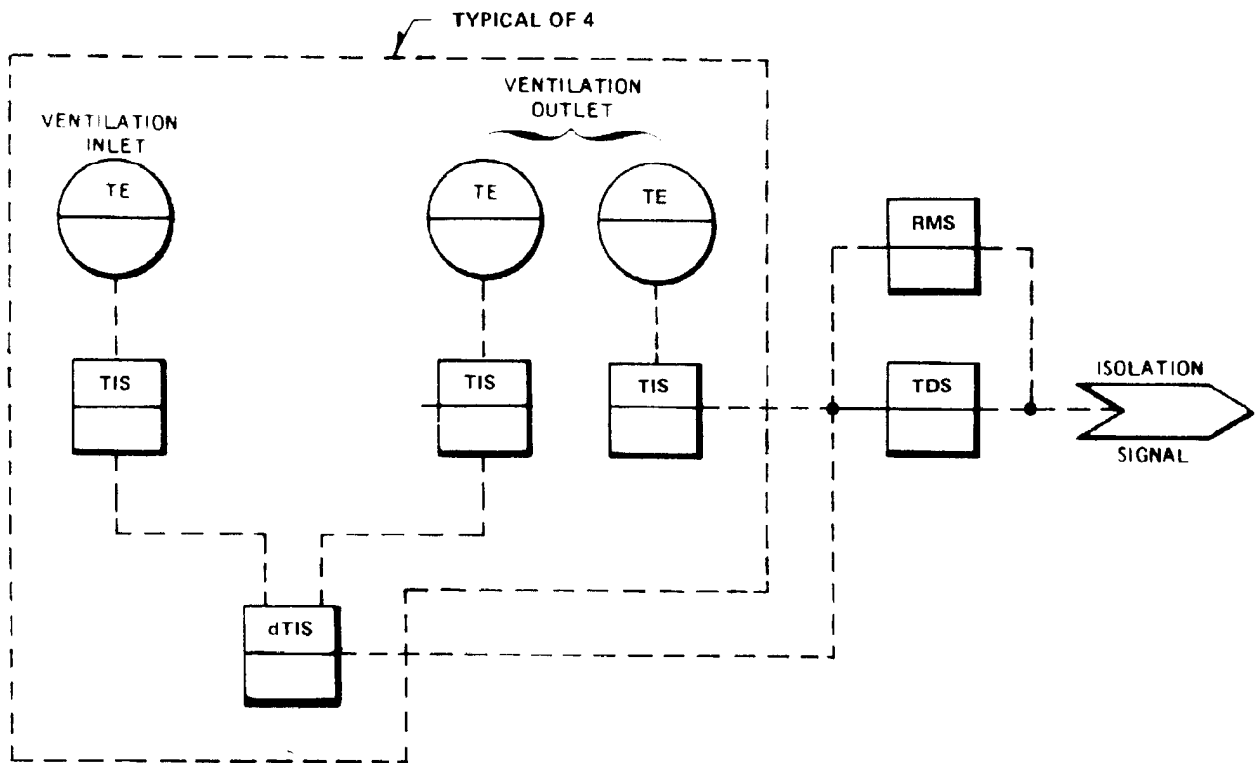 TYPICAL OF 4
VENTILATION
OUTLET
VENTILATION
INLET
TE
TE
TE
RMS
TIS
TIS
TIS
TDS
ISOLATION
SIGNAL
dTIS